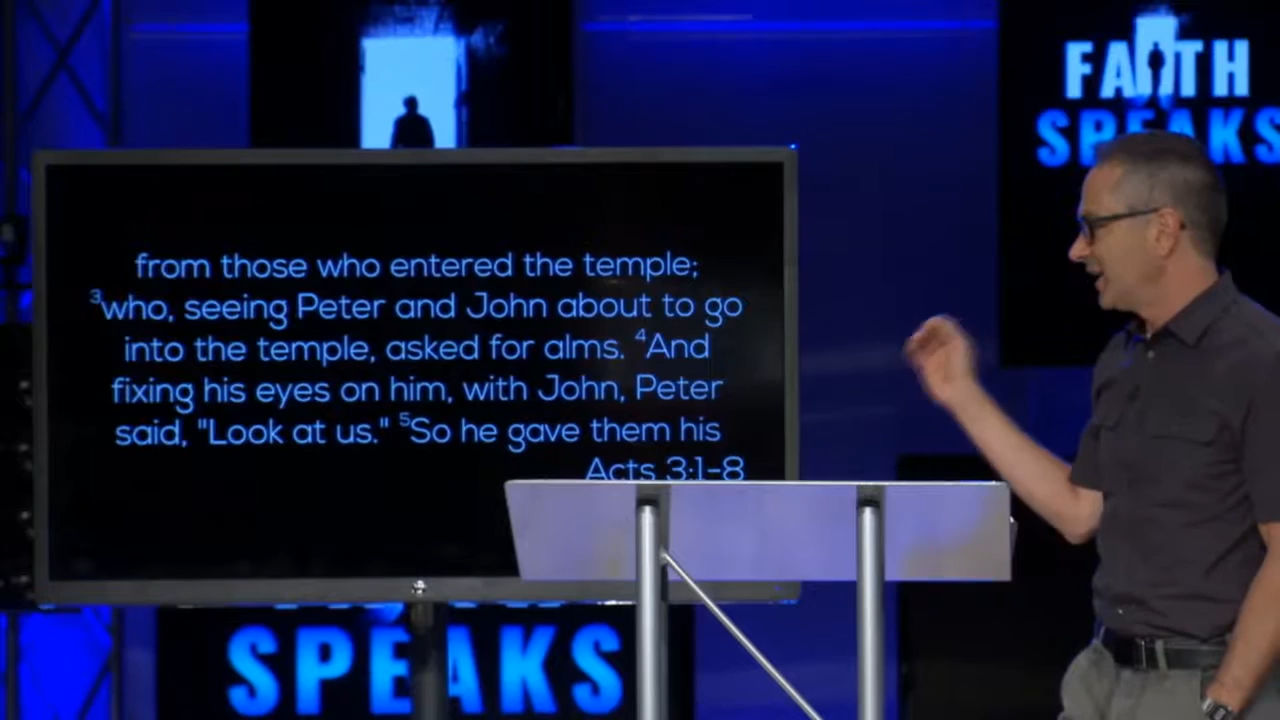 FAITH
SPEAKS
from those who entered the temple;
³who, seeing Peter and John about to go
into the temple, asked for alms. ⁴And
fixing his eyes on him, with John, Peter
said, "Look at us." ⁵So he gave them his
Acts 3:1-8
SPEAKS